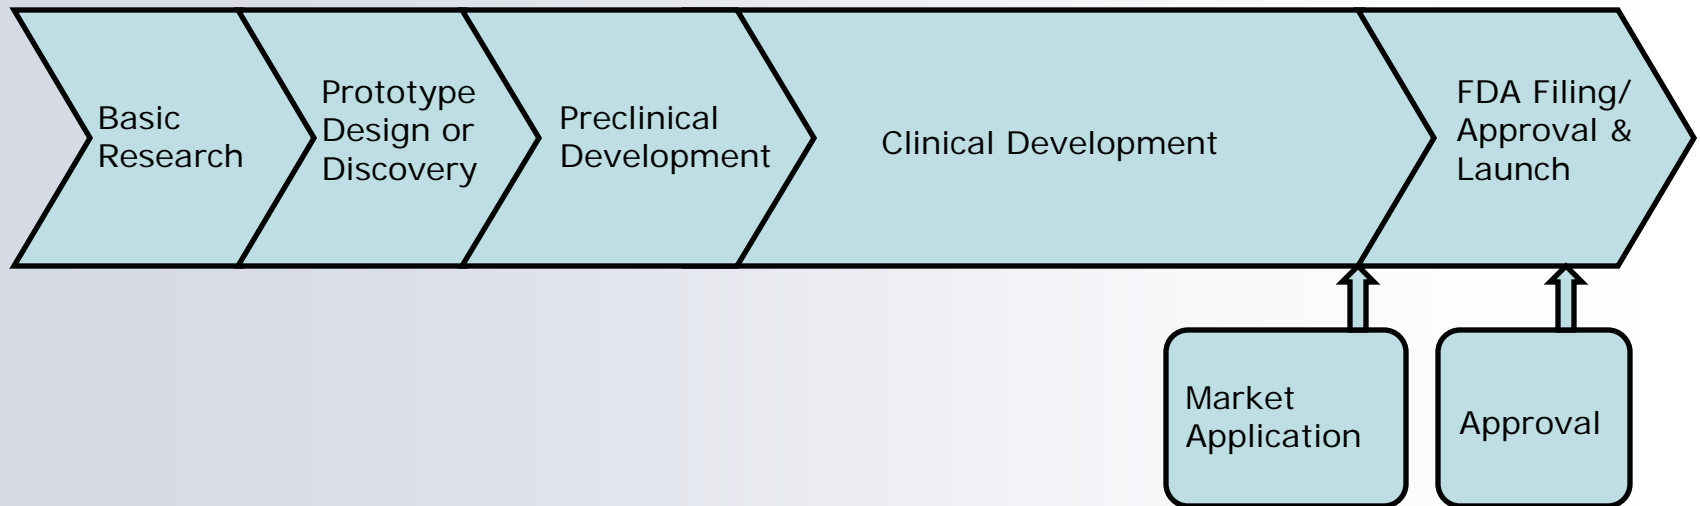 Basic
Research
Prototype
Design or
Discovery
Preclinical
Development
Clinical Development
FDA Filing/
Approval &
Launch
Market
Application
Approval